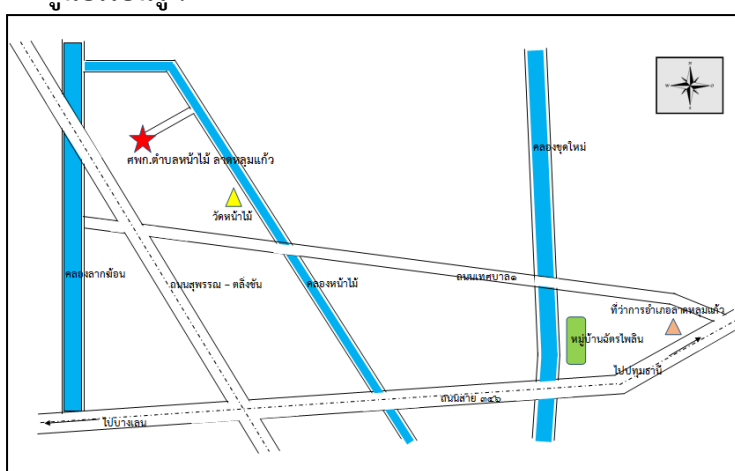 คลองขุดใหม่
ศพก.ตำบลหน้าไม้ ลาดหลุมแก้ว
วัดหน้าไม้
คลองลากฆ้อน
ถนนสุพรรณ – ตลิ่งชัน
คลองหน้าไม้
ถนนเทศบาล๑
ที่ว่าการอำเภอลาดหลุมแก้ว
หมู่บ้านฉัตรไพลิน
ไปปทุมธานี
ถนนสาย ๓๔๖
ไปบางเลน